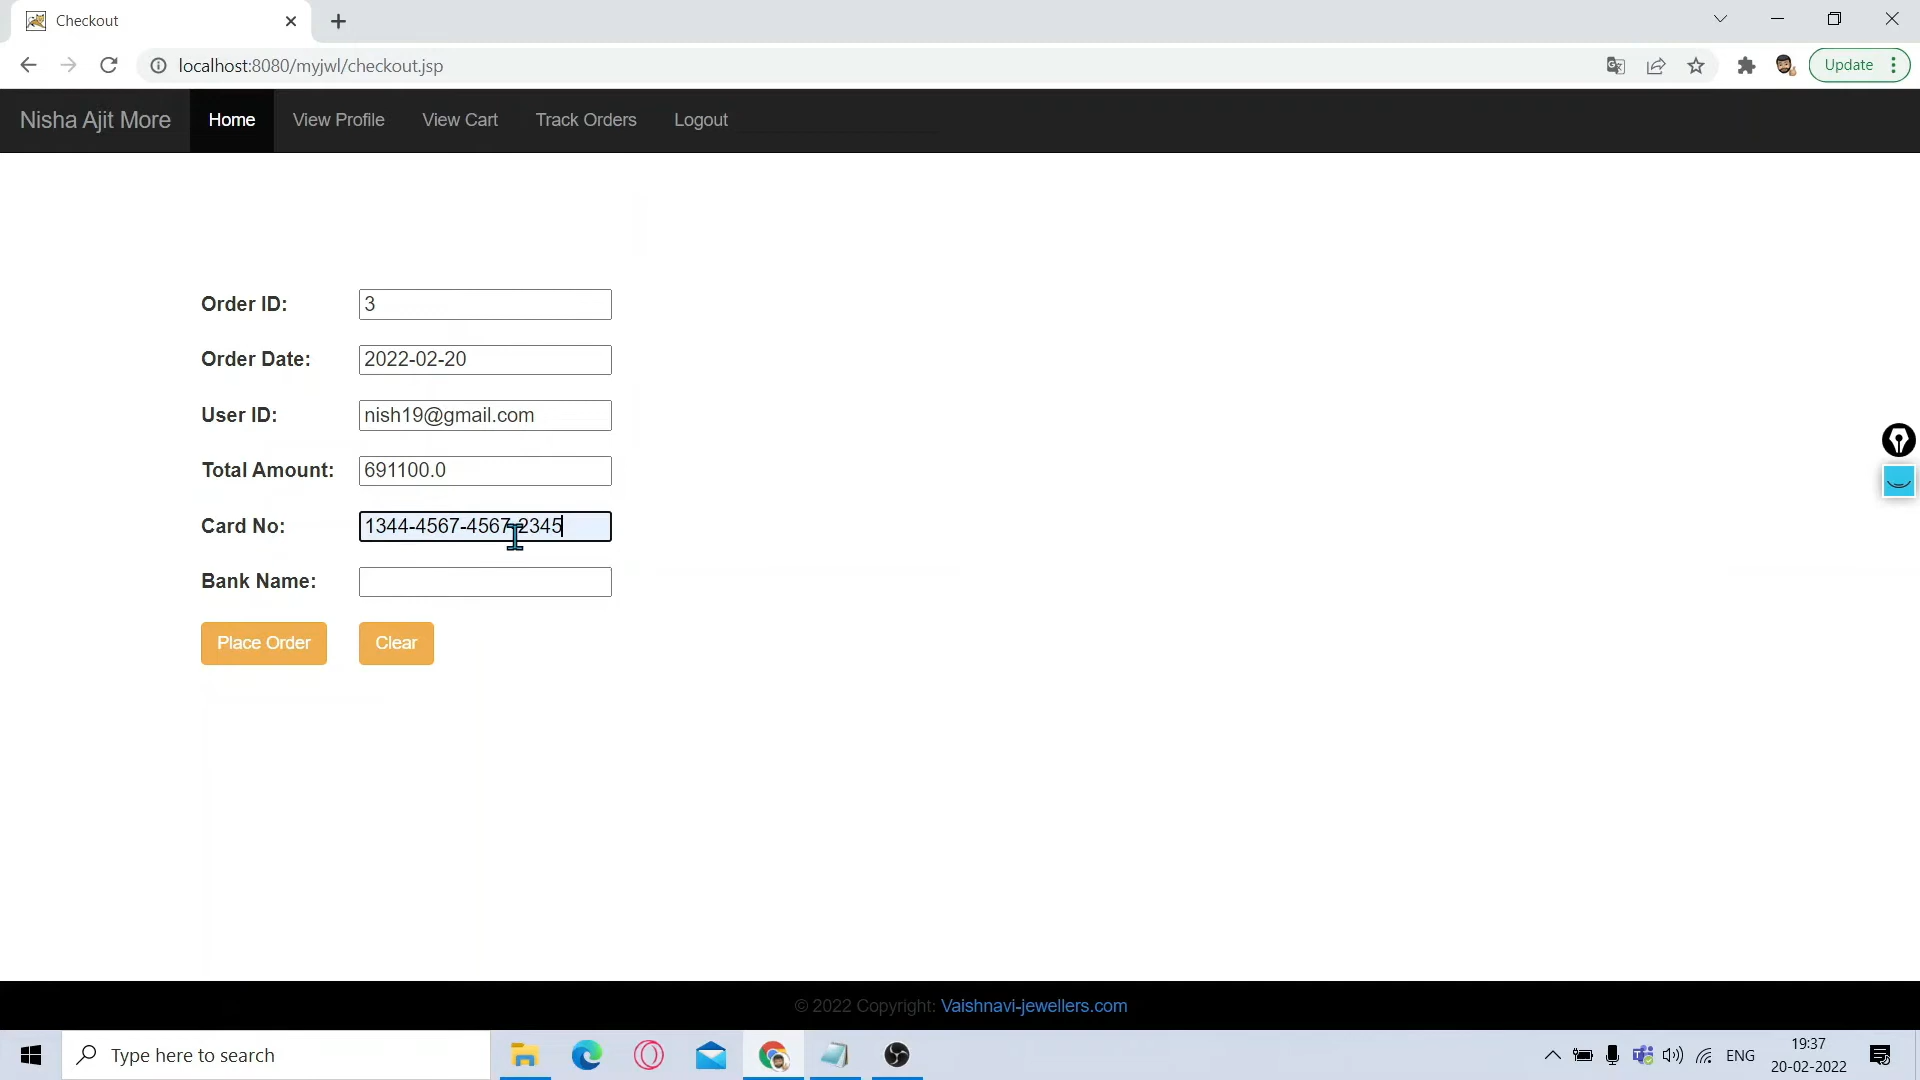 Checkout
localhost:8080/myjwl/checkout.jsp
Update
Nisha Ajit More Home View Profile View Cart Track Orders Logout
Order ID: 3
Order Date: 2022-02-20
User ID: nish19@gmail.com
Total Amount: 691100.0
Card No: 1344-4567-4567-2345
Bank Name:
Place Order Clear
© 2022 Copyright: Vaishnavi-jewellers.com
Type here to search
ENG
19:37
20-02-2022